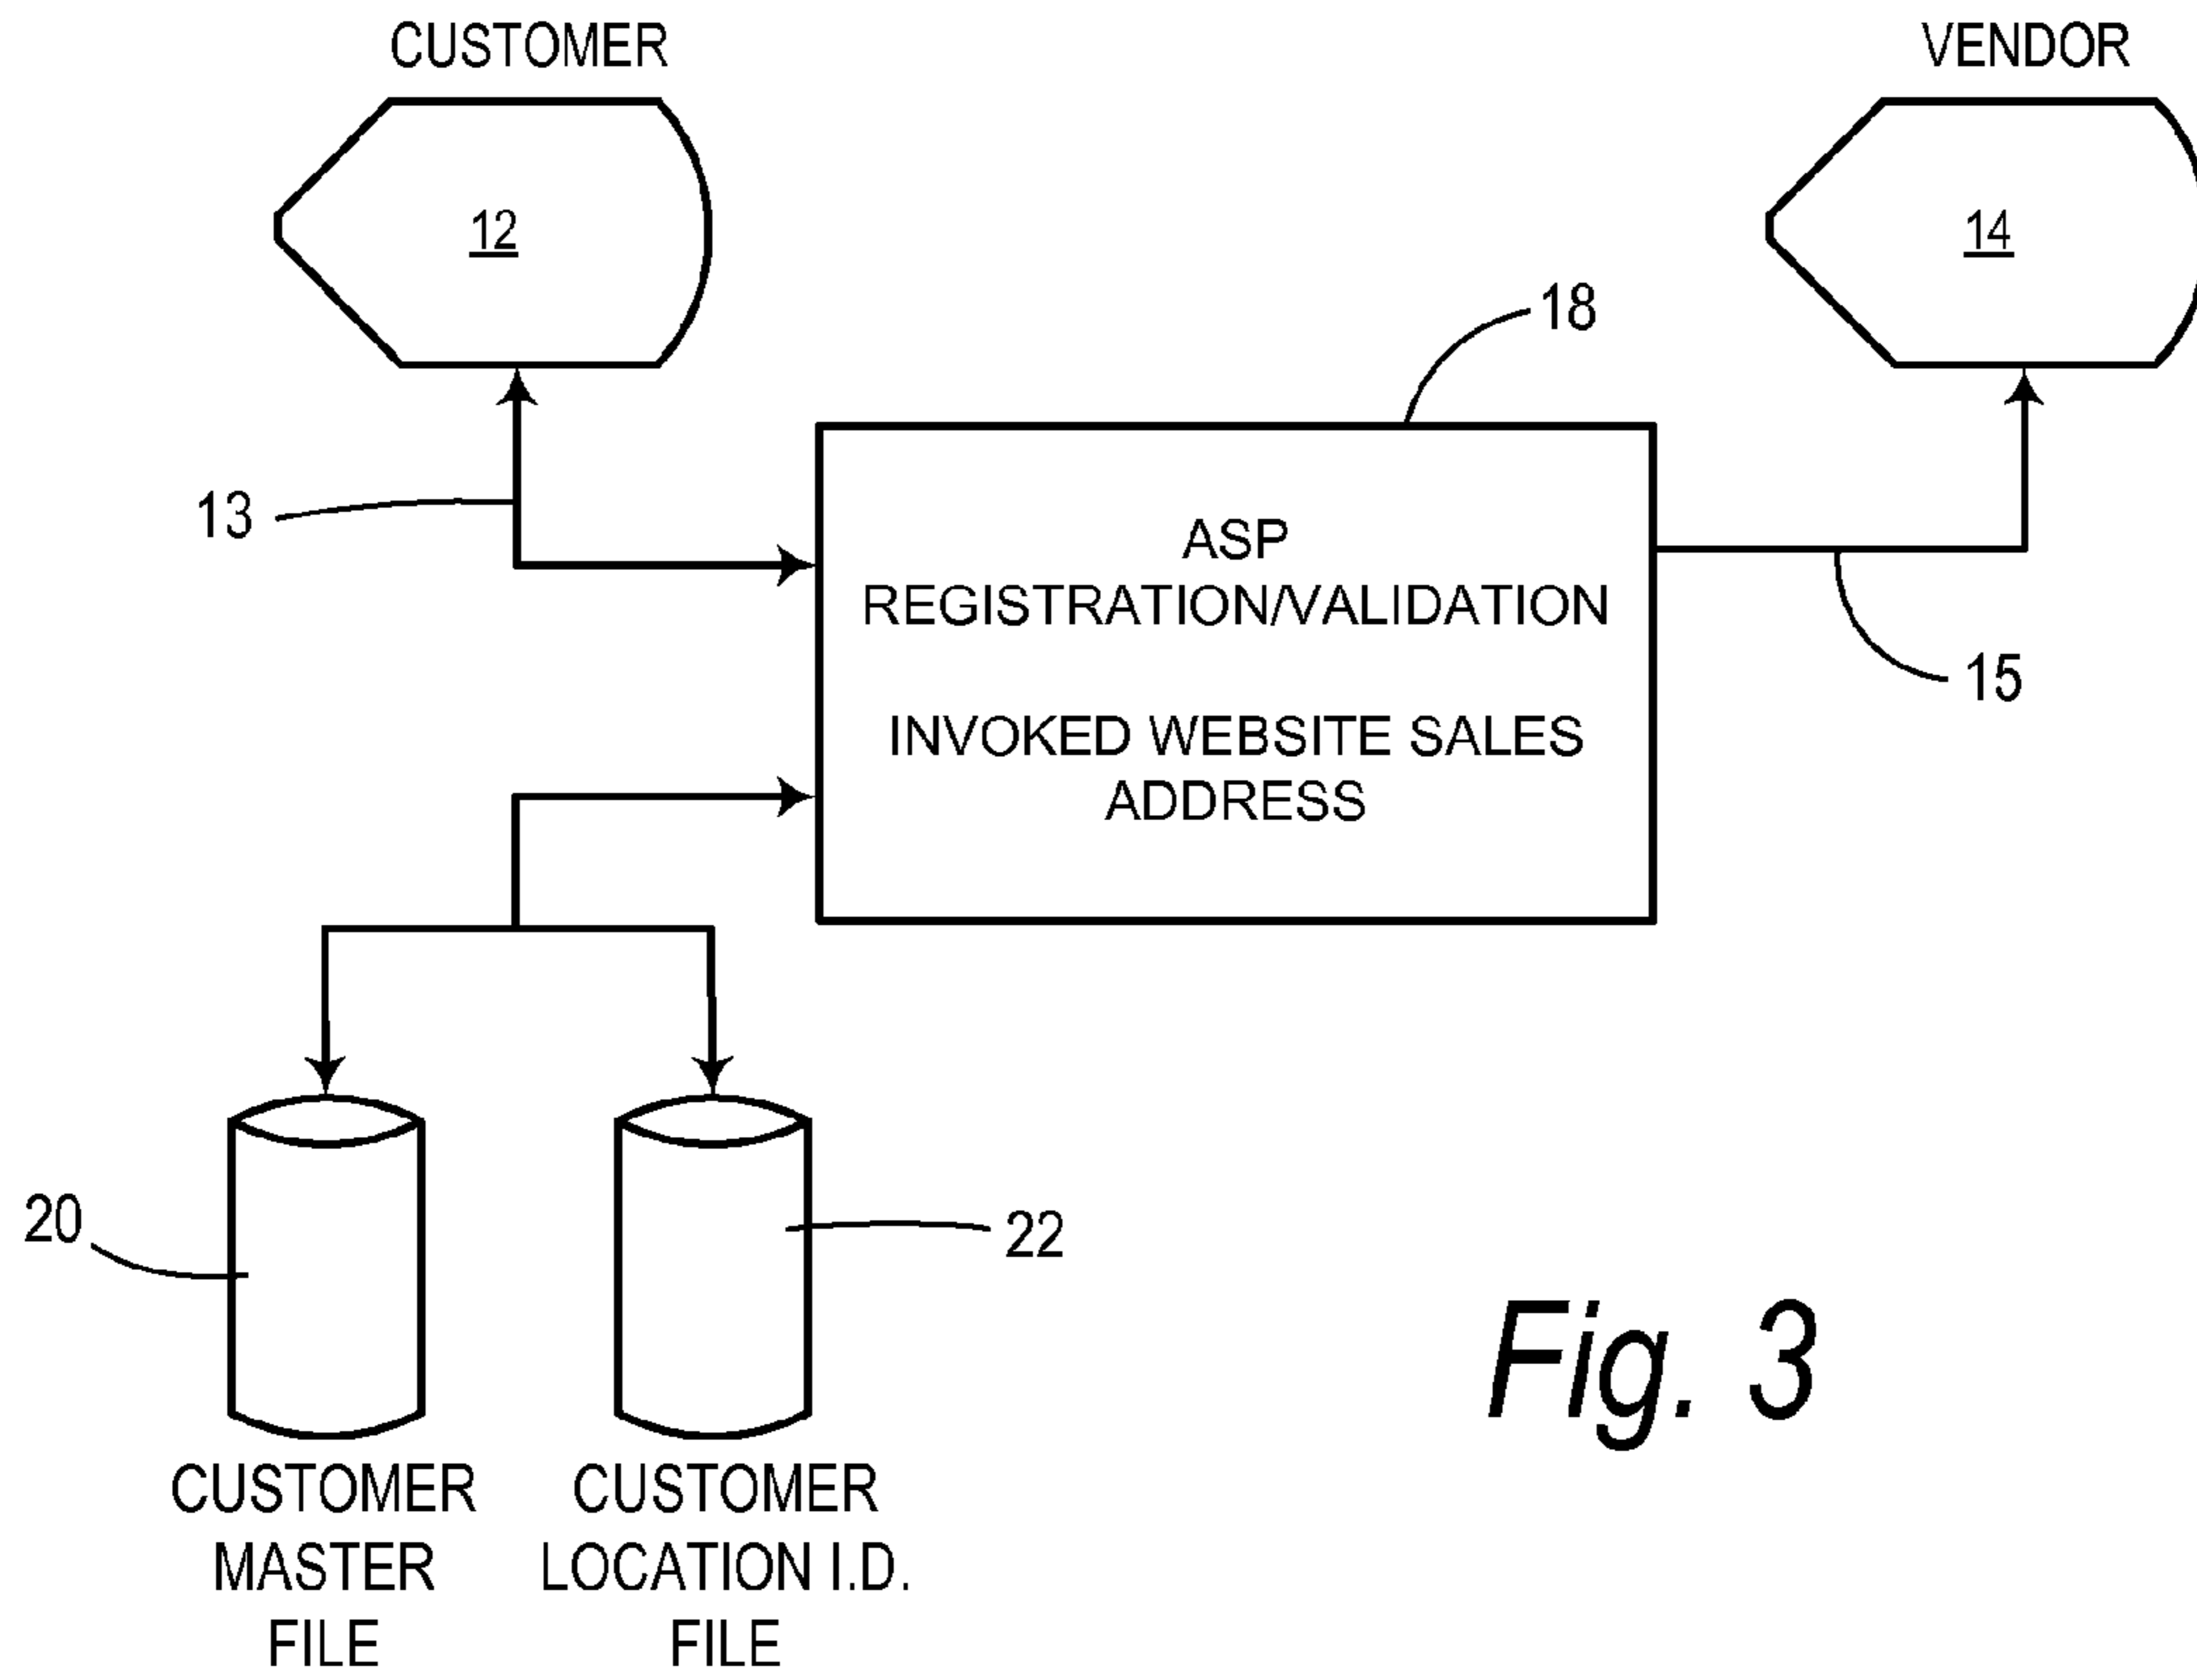 CUSTOMER
VENDOR
12
14
18
13
ASP
REGISTRATION/VALIDATION
15
INVOKED WEBSITE SALES
ADDRESS
20
22
Fig. 3
CUSTOMER
MASTER
FILE
CUSTOMER
LOCATION I.D.
FILE